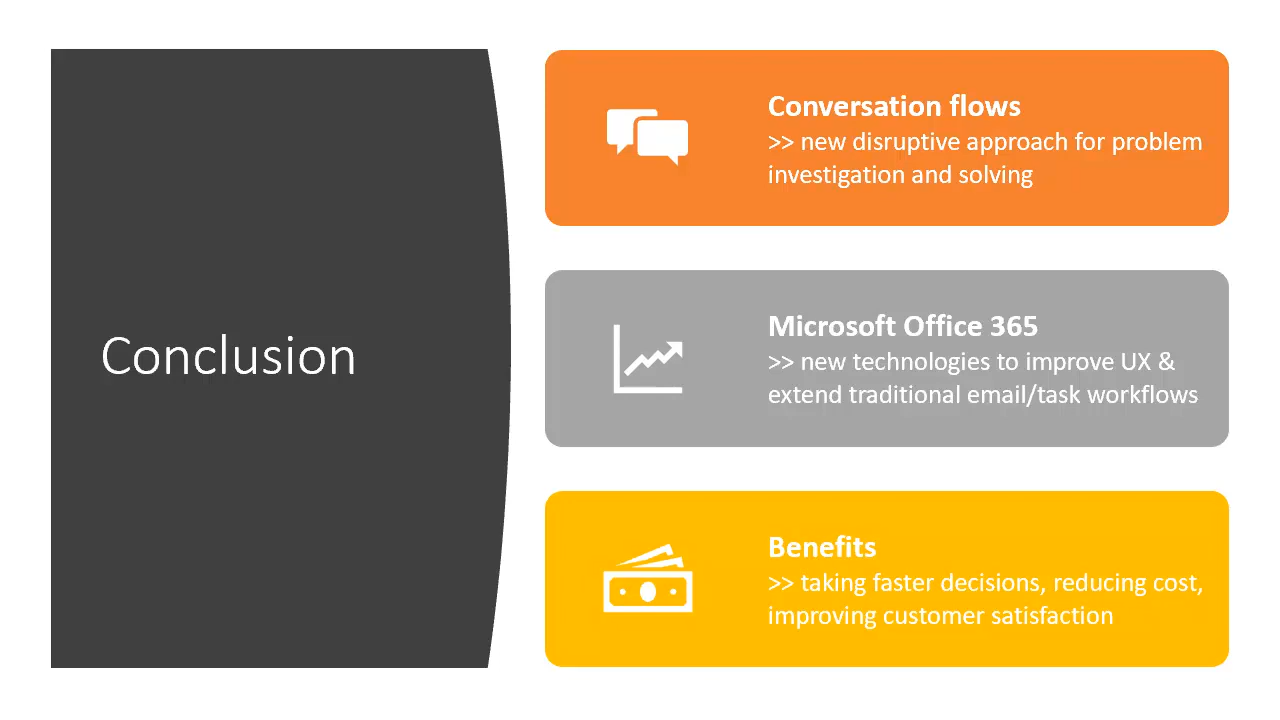 Conclusion
Conversation flows
>> new disruptive approach for problem
investigation and solving
Microsoft Office 365
>> new technologies to improve UX &
extend traditional email/task workflows
Benefits
>> taking faster decisions, reducing cost,
improving customer satisfaction